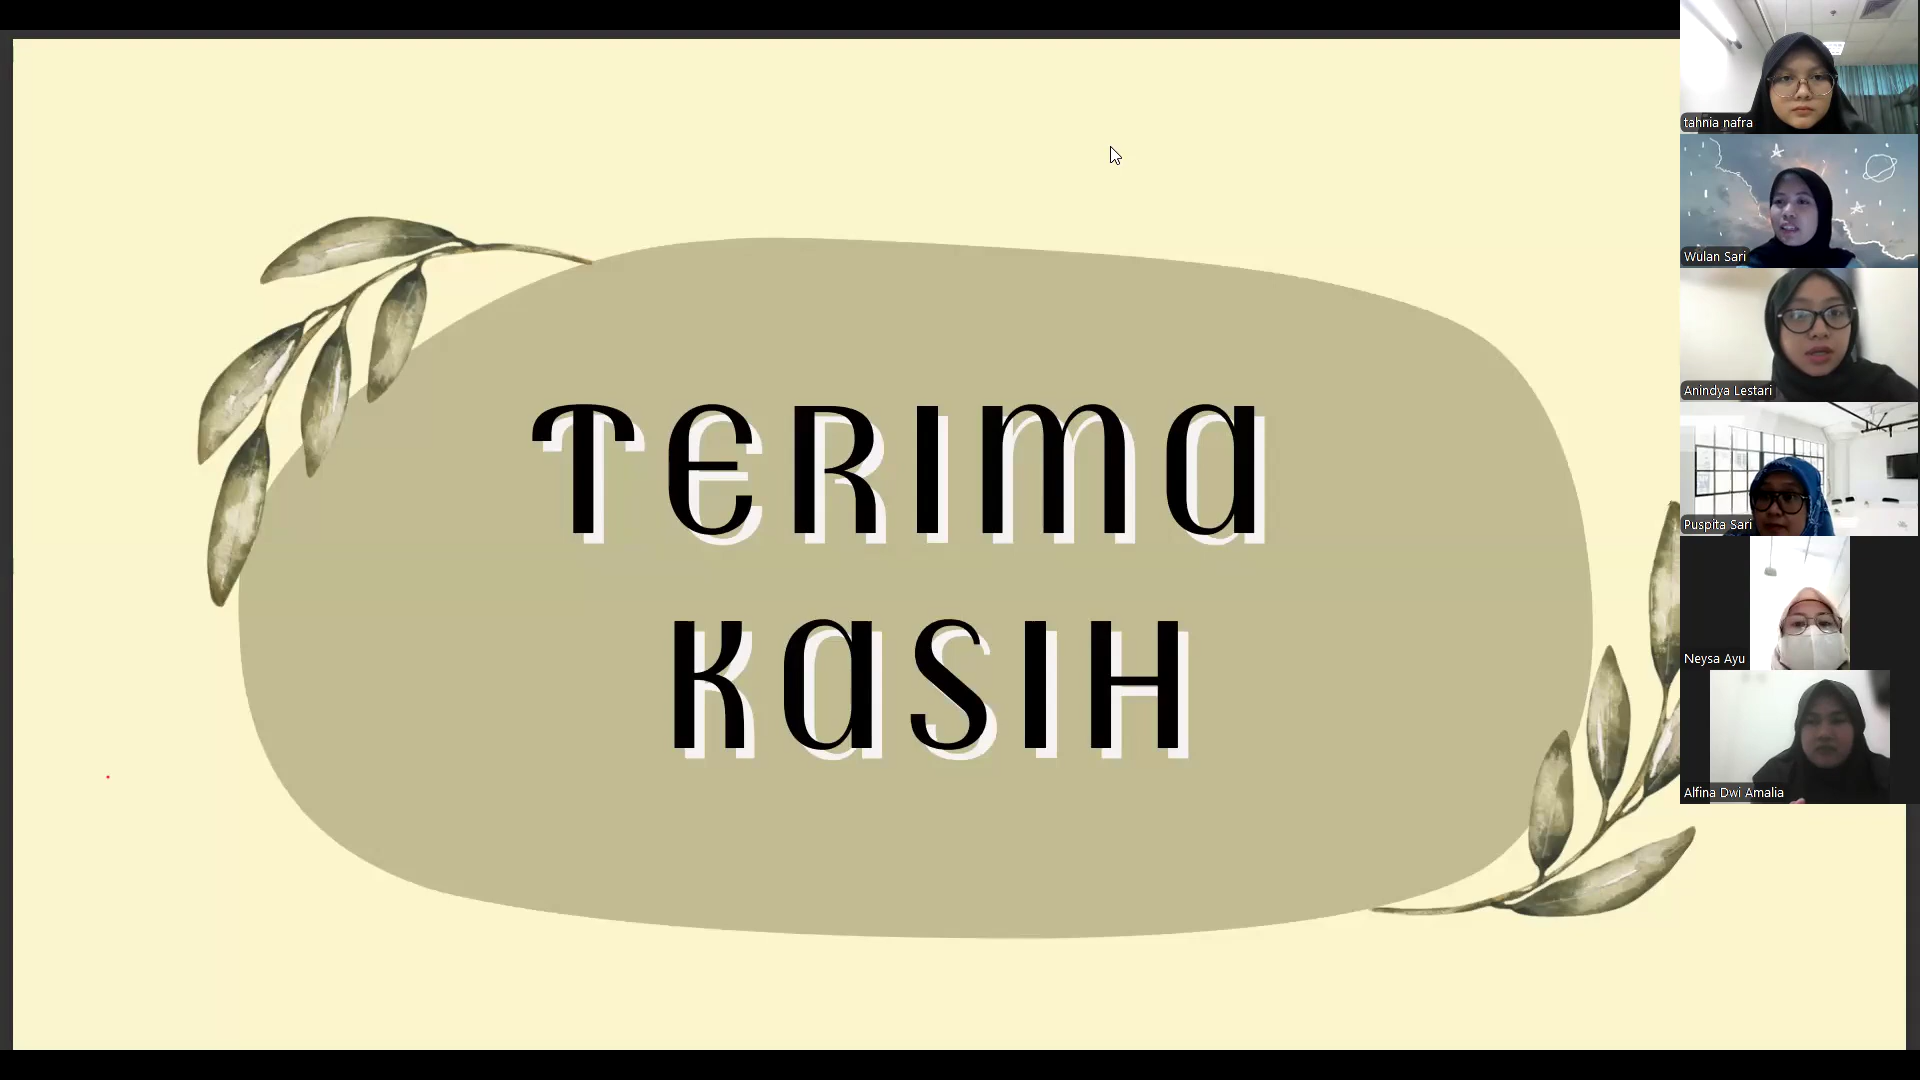 TERIMA
KASIH
tahnia nafra
Wulan Sari
Anindya Lestari
Puspita Sari
Neysa Ayu
Alfina Dwi Amalia